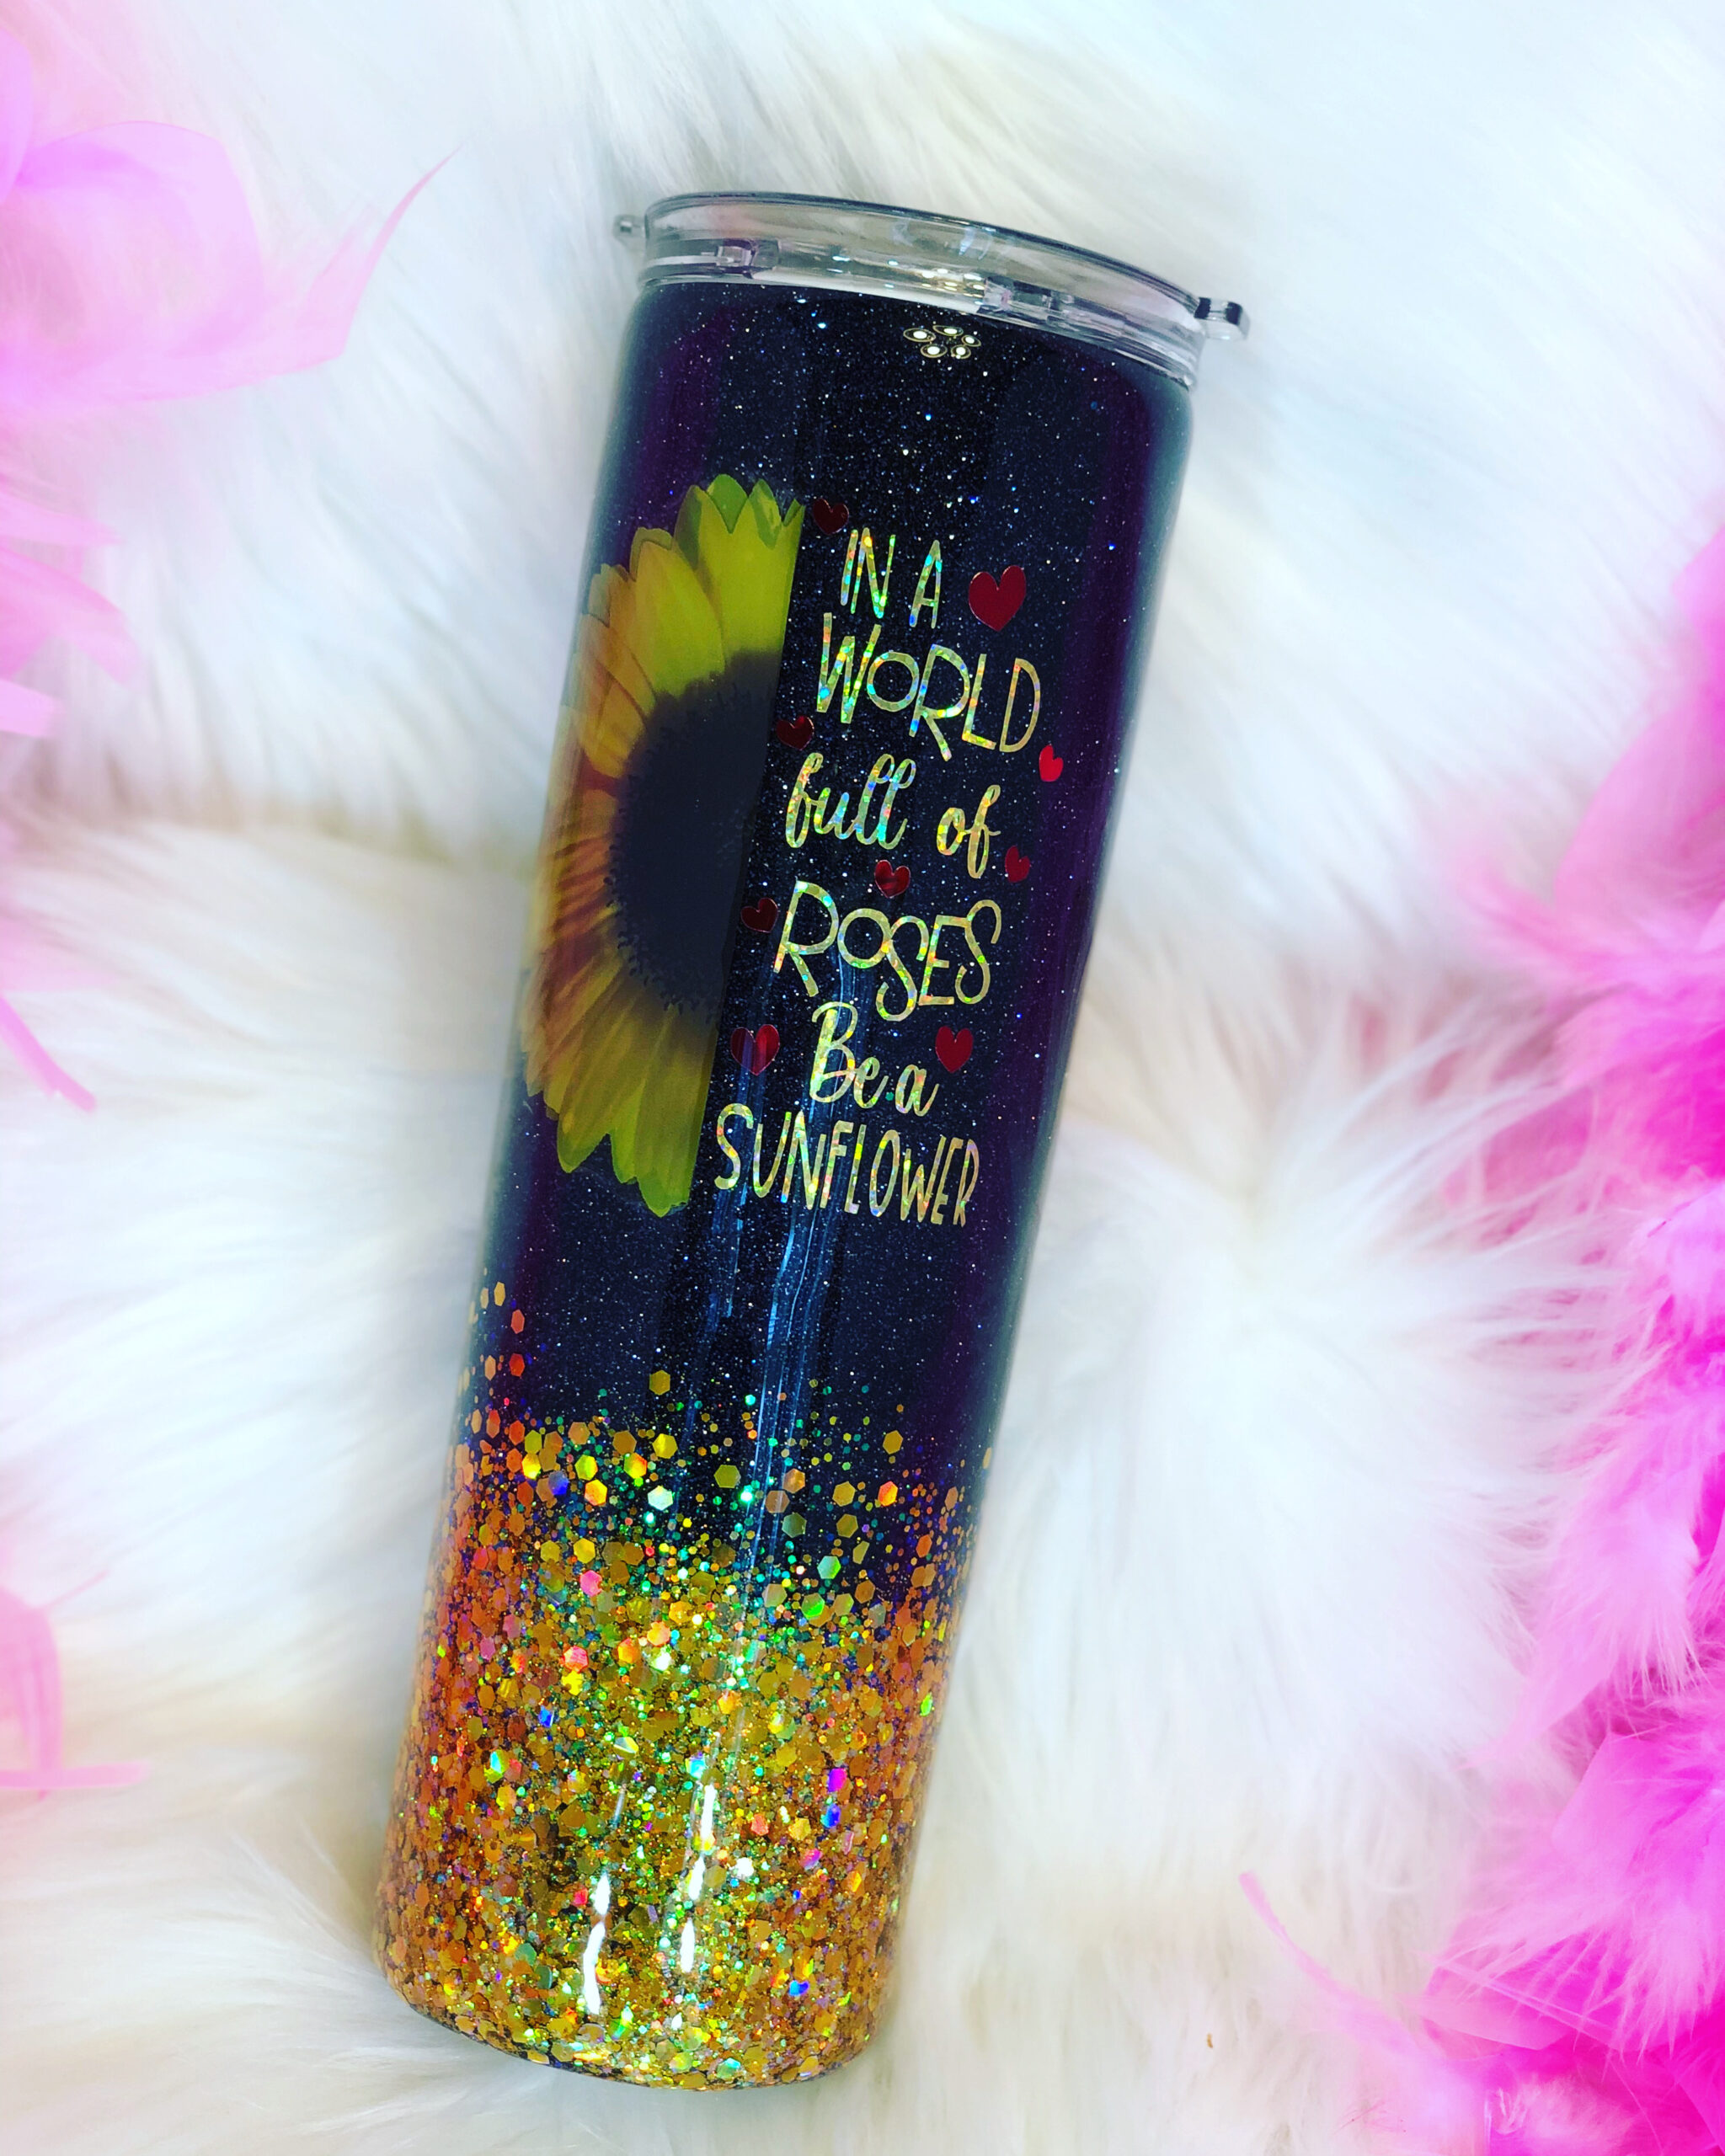 IN A
WORLD
full of
ROSES
Be a
SUNFLOWER